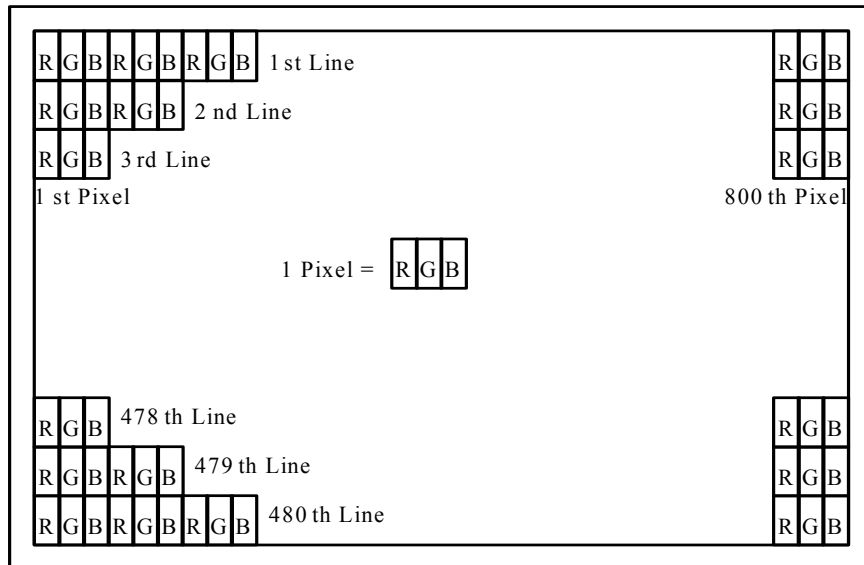 R G B R G B R G B 1 st Line R G B
R G B R G B 2 nd Line R G B
R G B 3 rd Line R G B
1 st Pixel 800 th Pixel
1 Pixel = R G B
R G B 478 th Line R G B
R G B R G B 479 th Line R G B
R G B R G B R G B 480 th Line R G B